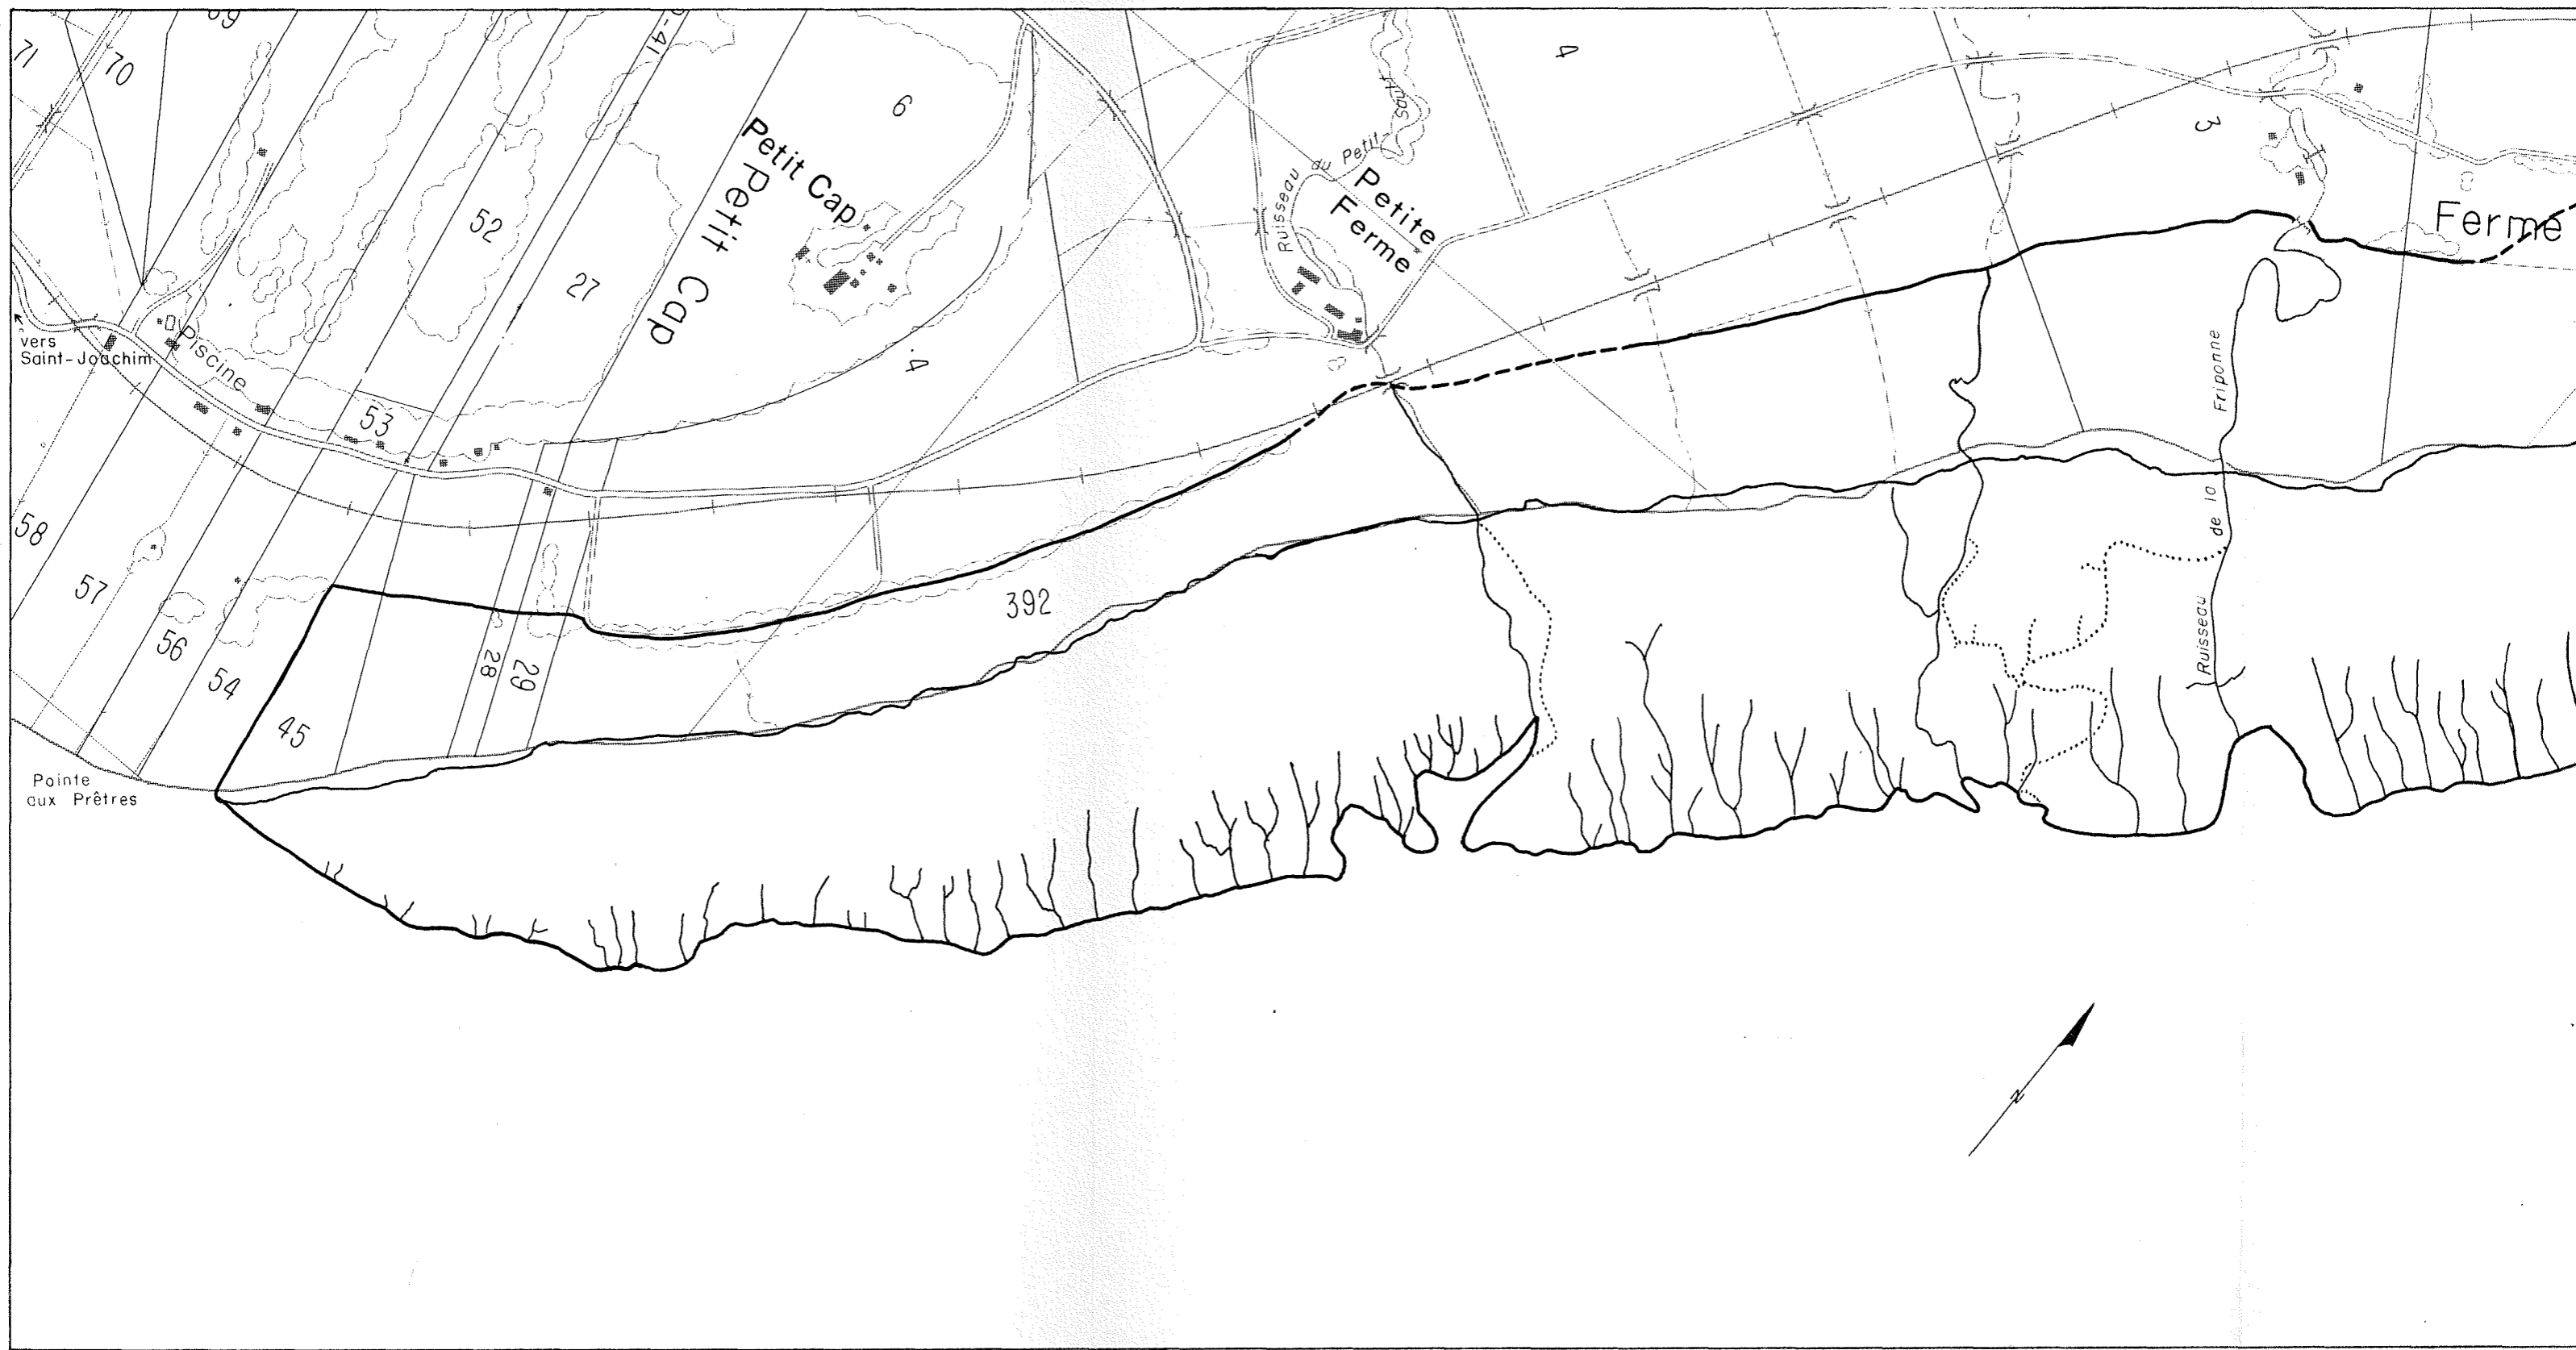 71
70
69
-41
6
4
3
52
27
Petit Cap
Petit Cap
Ruisseau du Petit-Sault
Petite
Ferme
Ferme
vers
Saint-Joachim
Piscine
53
4
58
57
56
54
45
28
29
392
Ruisseau de la Friponne
Pointe
aux Prêtres
N